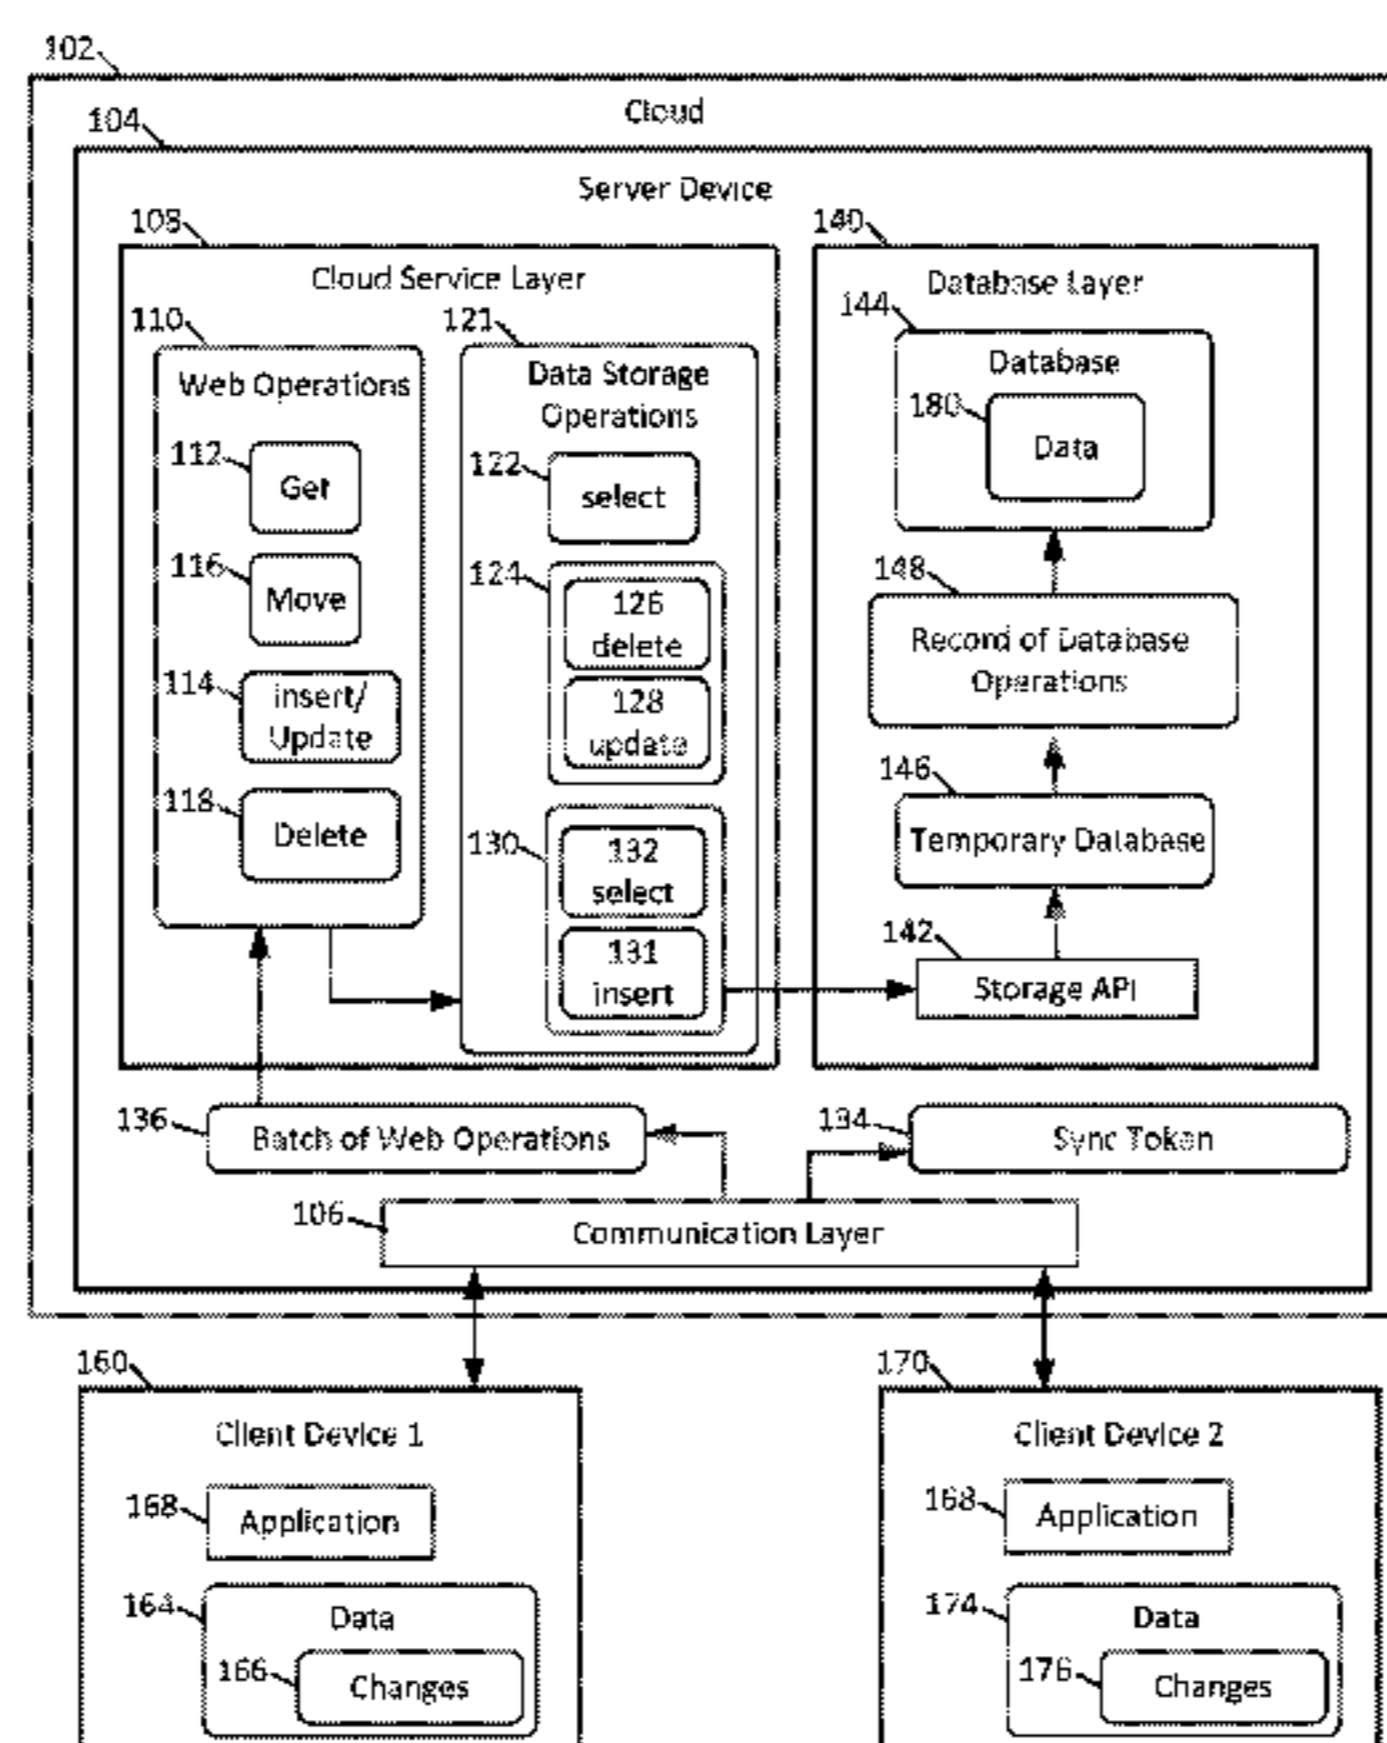 102
Cloud
104
Server Device
108
Cloud Service Layer
110
Web Operations
112
Get
116
Move
114
insert/
Update
118
Delete
121
Data Storage
Operations
122
select
124
126
delete
128
update
130
132
select
131
insert
140
Database Layer
144
Database
180
Data
148
Record of Database
Operations
146
Temporary Database
142
Storage API
136
Batch of Web Operations
134
Sync Token
106
Communication Layer
160
Client Device 1
168
Application
164
Data
166
Changes
170
Client Device 2
168
Application
174
Data
176
Changes